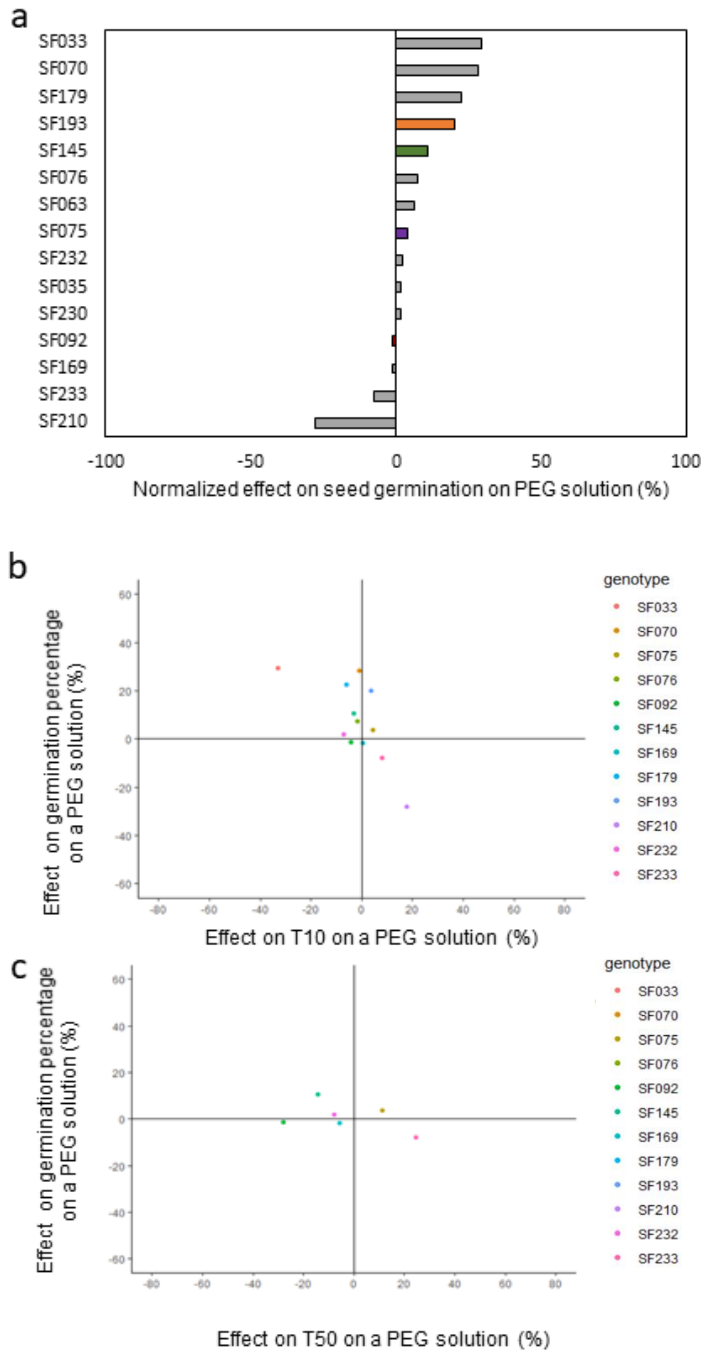 a
SF033
SF070
SF179
SF193
SF145
SF076
SF063
SF075
SF232
SF035
SF230
SF092
SF169
SF233
SF210
-100 -50 0 50 100
Normalized effect on seed germination on PEG solution (%)
b
Effect on germination percentage
on a PEG solution (%)
60
40
20
0
-20
-40
-60
-80 -60 -40 -20 0 20 40 60 80
Effect on T10 on a PEG solution (%)
genotype
SF033
SF070
SF075
SF076
SF092
SF145
SF169
SF179
SF193
SF210
SF232
SF233
c
Effect on germination percentage
on a PEG solution (%)
60
40
20
0
-20
-40
-60
-80 -60 -40 -20 0 20 40 60 80
Effect on T50 on a PEG solution (%)
genotype
SF033
SF070
SF075
SF076
SF092
SF145
SF169
SF179
SF193
SF210
SF232
SF233